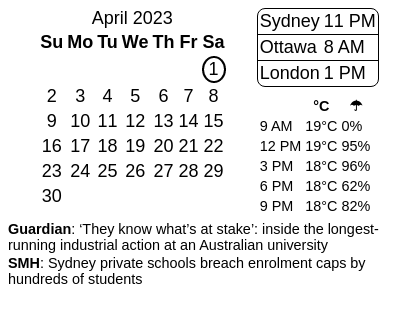 April 2023
Su Mo Tu We Th Fr Sa
1
2 3 4 5 6 7 8
9 10 11 12 13 14 15
16 17 18 19 20 21 22
23 24 25 26 27 28 29
30
Sydney 11 PM
Ottawa 8 AM
London 1 PM
°C ☂
9 AM 19°C 0%
12 PM 19°C 95%
3 PM 18°C 96%
6 PM 18°C 62%
9 PM 18°C 82%
Guardian: ‘They know what’s at stake’: inside the longest-
running industrial action at an Australian university
SMH: Sydney private schools breach enrolment caps by
hundreds of students